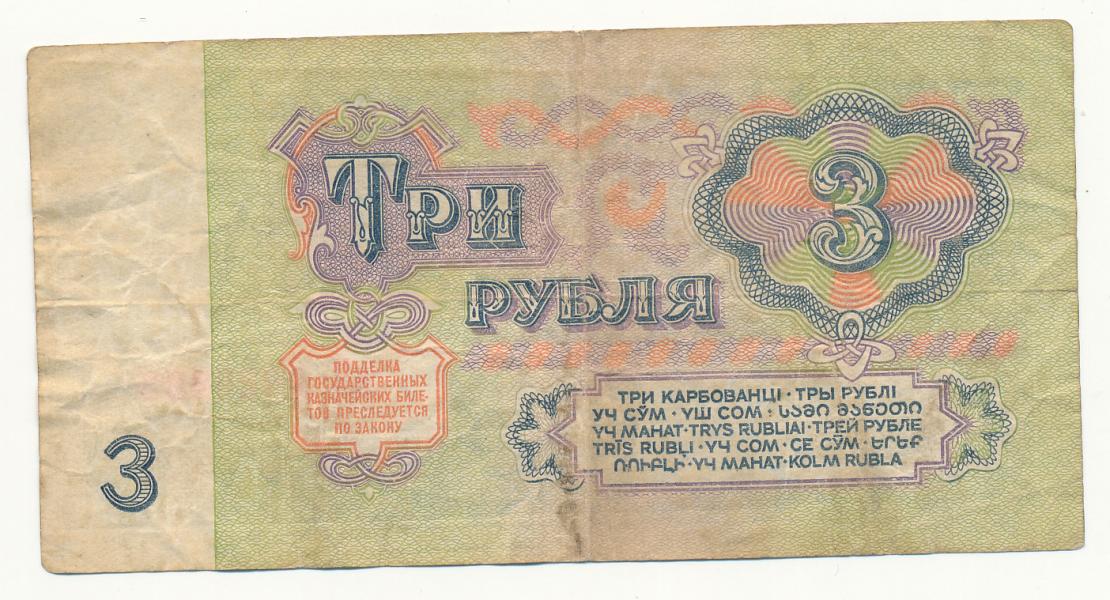 ТРИ
РУБЛЯ
3
ПОДДЕЛКА
ГОСУДАРСТВЕННЫХ
КАЗНАЧЕЙСКИХ БИЛЕ-
ТОВ ПРЕСЛЕДУЕТСЯ
ПО ЗАКОНУ
ТРИ КАРБОВАНЦІ · ТРЫ РУБЛІ
УЧ СЎМ · ҮШ СОМ · ᲡᲐᲛᲘ ᲛᲐᲜᲔᲗᲘ
ҮЧ МАНАТ · TRYS RUBLIAI · ТРЕЙ РУБЛЕ
TRĪS RUBĻI · ҮЧ СОМ · СЕ СӮМ · ԵՐԵՔ
ՌՈՒԲԼԻ · ҮЧ МАНАТ · KOLM RUBLA
3